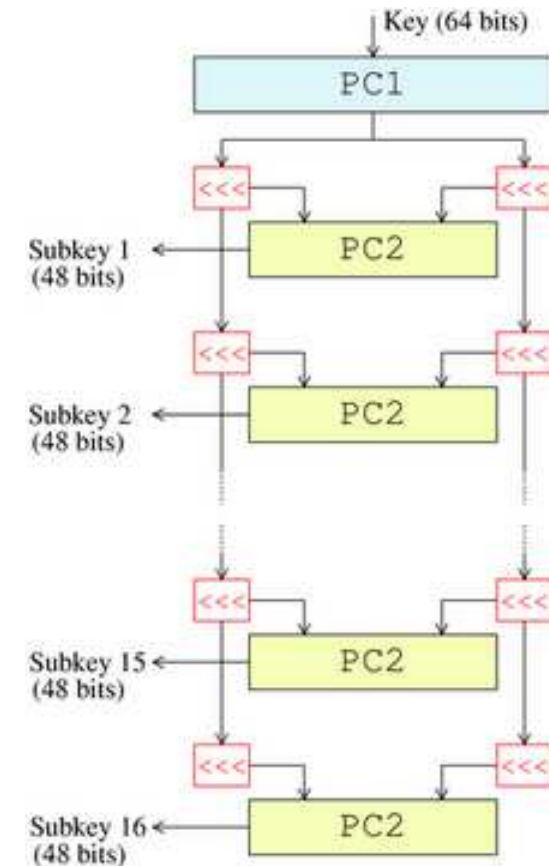 Key (64 bits)
PC1
<<< <<<
PC2
Subkey 1
(48 bits)
<<< <<<
PC2
Subkey 2
(48 bits)
<<< <<<
PC2
Subkey 15
(48 bits)
<<< <<<
PC2
Subkey 16
(48 bits)